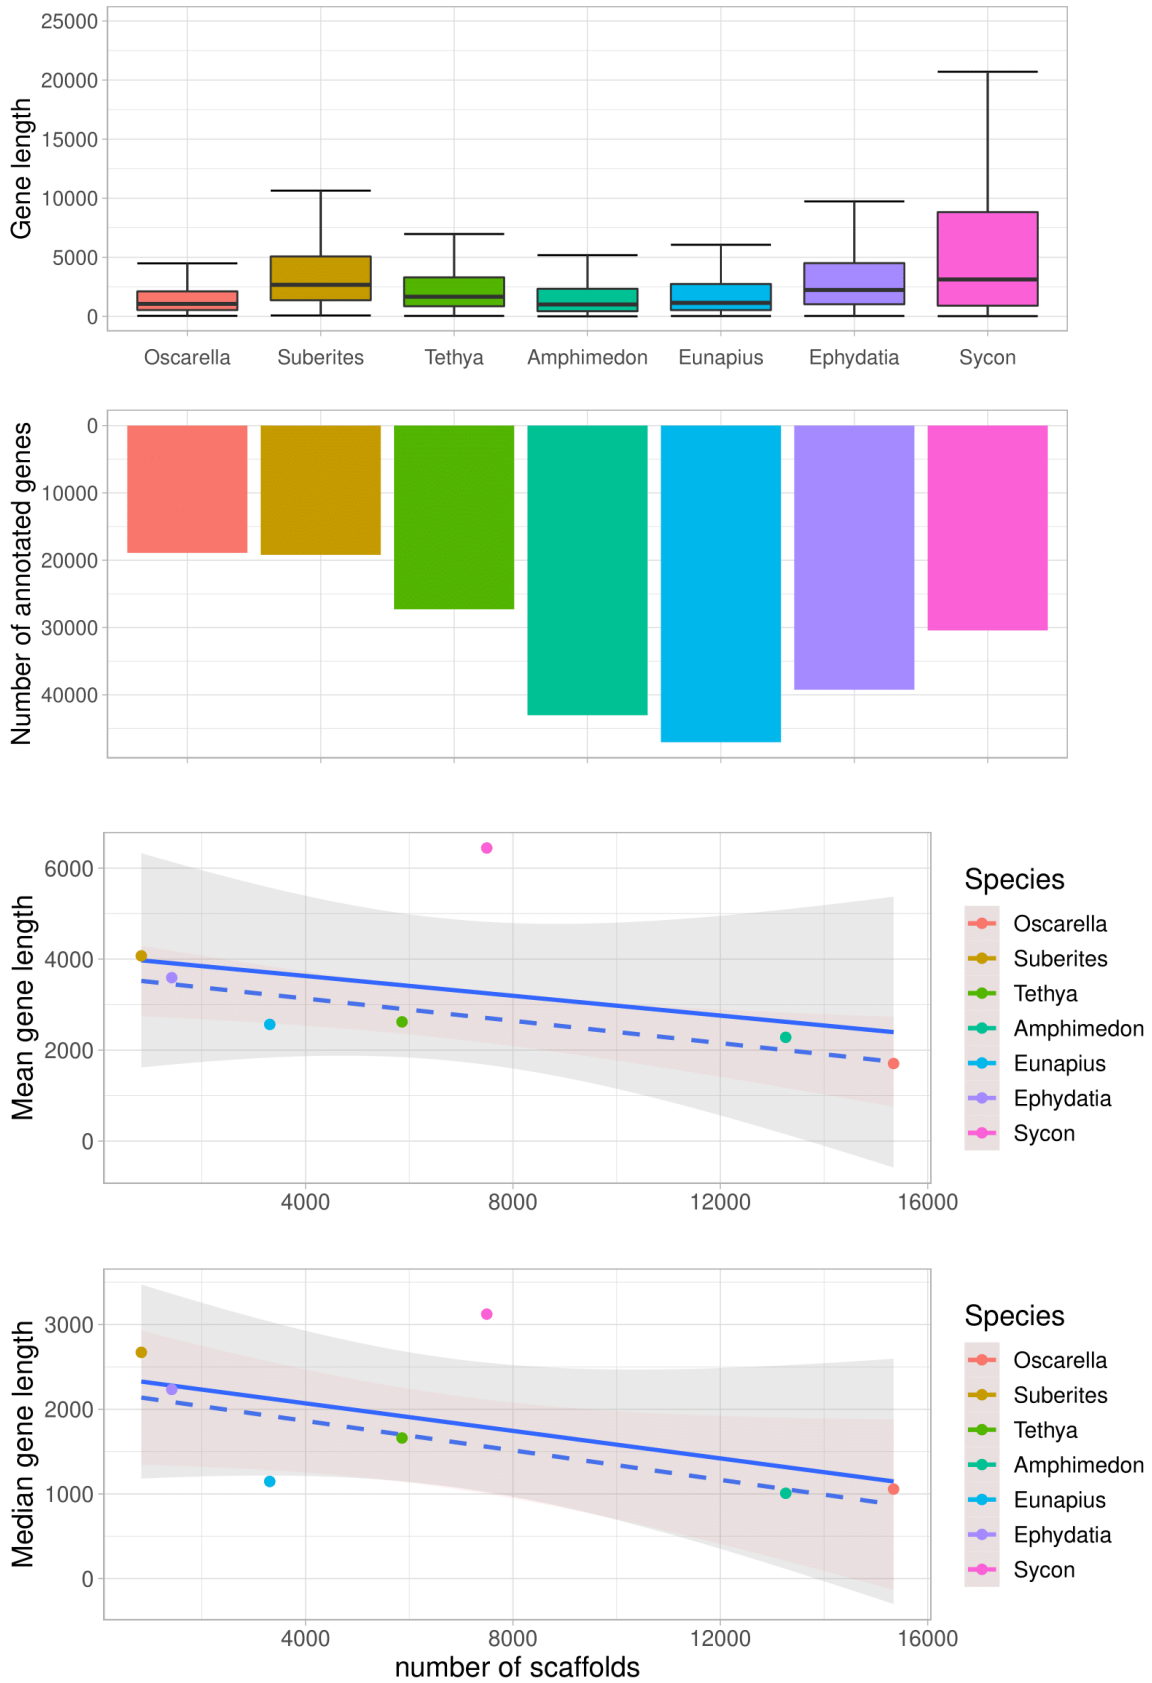 Gene length
25000
20000
15000
10000
5000
0
Oscarella Suberites Tethya Amphimedon Eunapius Ephydatia Sycon
Number of annotated genes
0
10000
20000
30000
40000
Mean gene length
6000
4000
2000
0
4000 8000 12000 16000
Species
Oscarella
Suberites
Tethya
Amphimedon
Eunapius
Ephydatia
Sycon
Median gene length
3000
2000
1000
0
4000 8000 12000 16000
number of scaffolds
Species
Oscarella
Suberites
Tethya
Amphimedon
Eunapius
Ephydatia
Sycon